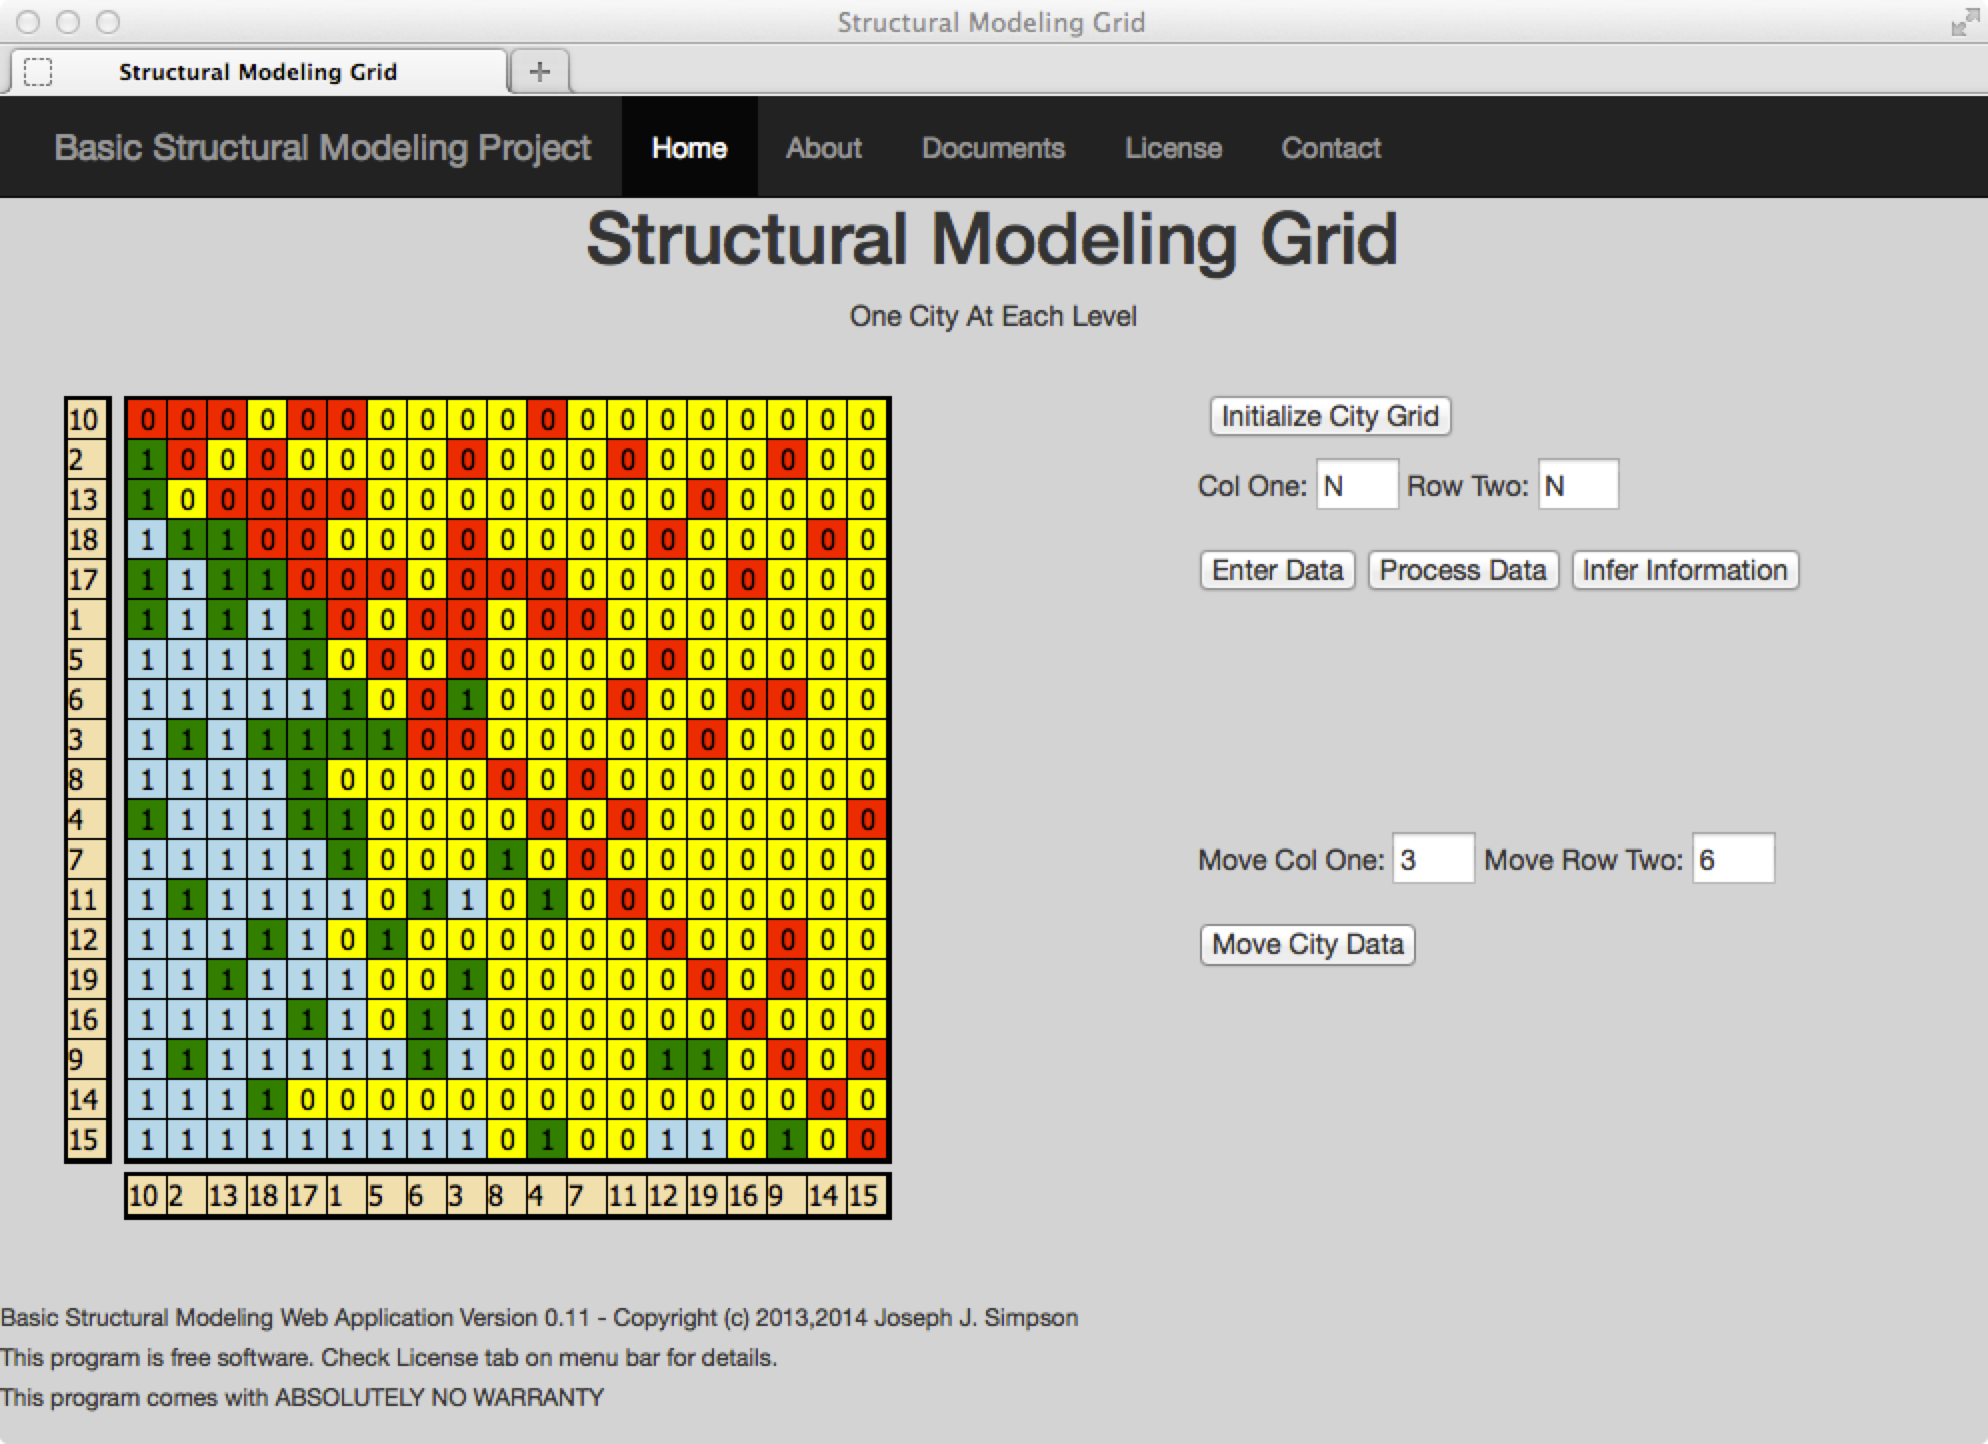 Structural Modeling Grid
Structural Modeling Grid +
Basic Structural Modeling Project Home About Documents License Contact
Structural Modeling Grid
One City At Each Level
10 0 0 0 0 0 0 0 0 0 0 0 0 0 0 0 0 0 0 0
2 1 0 0 0 0 0 0 0 0 0 0 0 0 0 0 0 0 0 0
13 1 0 0 0 0 0 0 0 0 0 0 0 0 0 0 0 0 0 0
18 1 1 1 0 0 0 0 0 0 0 0 0 0 0 0 0 0 0 0
17 1 1 1 1 0 0 0 0 0 0 0 0 0 0 0 0 0 0 0
1 1 1 1 1 1 0 0 0 0 0 0 0 0 0 0 0 0 0 0
5 1 1 1 1 1 0 0 0 0 0 0 0 0 0 0 0 0 0 0
6 1 1 1 1 1 1 0 0 1 0 0 0 0 0 0 0 0 0 0
3 1 1 1 1 1 1 1 0 0 0 0 0 0 0 0 0 0 0 0
8 1 1 1 1 1 0 0 0 0 0 0 0 0 0 0 0 0 0 0
4 1 1 1 1 1 1 0 0 0 0 0 0 0 0 0 0 0 0 0
7 1 1 1 1 1 1 0 0 0 1 0 0 0 0 0 0 0 0 0
11 1 1 1 1 1 1 0 1 1 0 1 0 0 0 0 0 0 0 0
12 1 1 1 1 1 0 1 0 0 0 0 0 0 0 0 0 0 0 0
19 1 1 1 1 1 1 0 0 1 0 0 0 0 0 0 0 0 0 0
16 1 1 1 1 1 1 0 1 1 0 0 0 0 0 0 0 0 0 0
9 1 1 1 1 1 1 1 1 1 0 0 0 0 1 1 0 0 0 0
14 1 1 1 1 0 0 0 0 0 0 0 0 0 0 0 0 0 0 0
15 1 1 1 1 1 1 1 1 1 0 1 0 0 1 1 0 1 0 0
10 2 13 18 17 1 5 6 3 8 4 7 11 12 19 16 9 14 15
Initialize City Grid
Col One: N Row Two: N
Enter Data Process Data Infer Information
Move Col One: 3 Move Row Two: 6
Move City Data
Basic Structural Modeling Web Application Version 0.11 - Copyright (c) 2013,2014 Joseph J. Simpson
This program is free software. Check License tab on menu bar for details.
This program comes with ABSOLUTELY NO WARRANTY